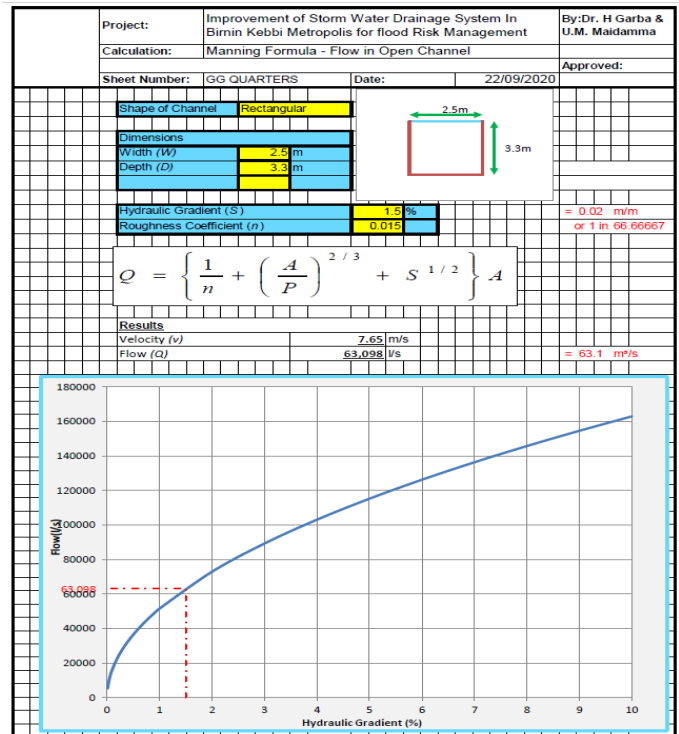 Project:
Improvement of Storm Water Drainage System In
Birnin Kebbi Metropolis for flood Risk Management
By:Dr. H Garba &
U.M. Maidamma
Calculation:
Manning Formula - Flow in Open Channel
Approved:
Sheet Number:
GG QUARTERS
Date:
22/09/2020
Shape of Channel
Rectangular
2.5m
3.3m
Dimensions
Width (W)
2.5 m
Depth (D)
3.3 m
Hydraulic Gradient (S)
1.5 %
= 0.02 m/m
Roughness Coefficient (n)
0.015
or 1 in 66.66667
Q = { 1/n + ( A/P ) 2 / 3 + S 1 / 2 } A
Results
Velocity (v)
7.65 m/s
Flow (Q)
63,098 l/s
= 63.1 m³/s
180000
160000
140000
120000
100000
80000
63,098
60000
40000
20000
0
Flow(l/s)
0 1 2 3 4 5 6 7 8 9 10
Hydraulic Gradient (%)